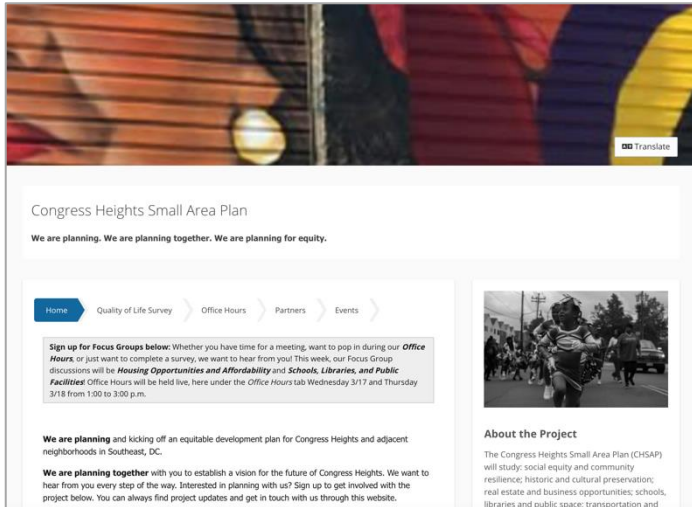 Translate
Congress Heights Small Area Plan
We are planning. We are planning together. We are planning for equity.
Home
Quality of Life Survey
Office Hours
Partners
Events
Sign up for Focus Groups below: Whether you have time for a meeting, want to pop in during our Office
Hours, or just want to complete a survey, we want to hear from you! This week, our Focus Group
discussions will be Housing Opportunities and Affordability and Schools, Libraries, and Public
Facilities! Office Hours will be held live, here under the Office Hours tab Wednesday 3/17 and Thursday
3/18 from 1:00 to 3:00 p.m.
We are planning and kicking off an equitable development plan for Congress Heights and adjacent
neighborhoods in Southeast, DC.
We are planning together with you to establish a vision for the future of Congress Heights. We want to
hear from you every step of the way. Interested in planning with us? Sign up to get involved with the
project below. You can always find project updates and get in touch with us through this website.
About the Project
The Congress Heights Small Area Plan (CHSAP)
will study: social equity and community
resilience; historic and cultural preservation;
real estate and business opportunities; schools,
libraries and public space; transportation and